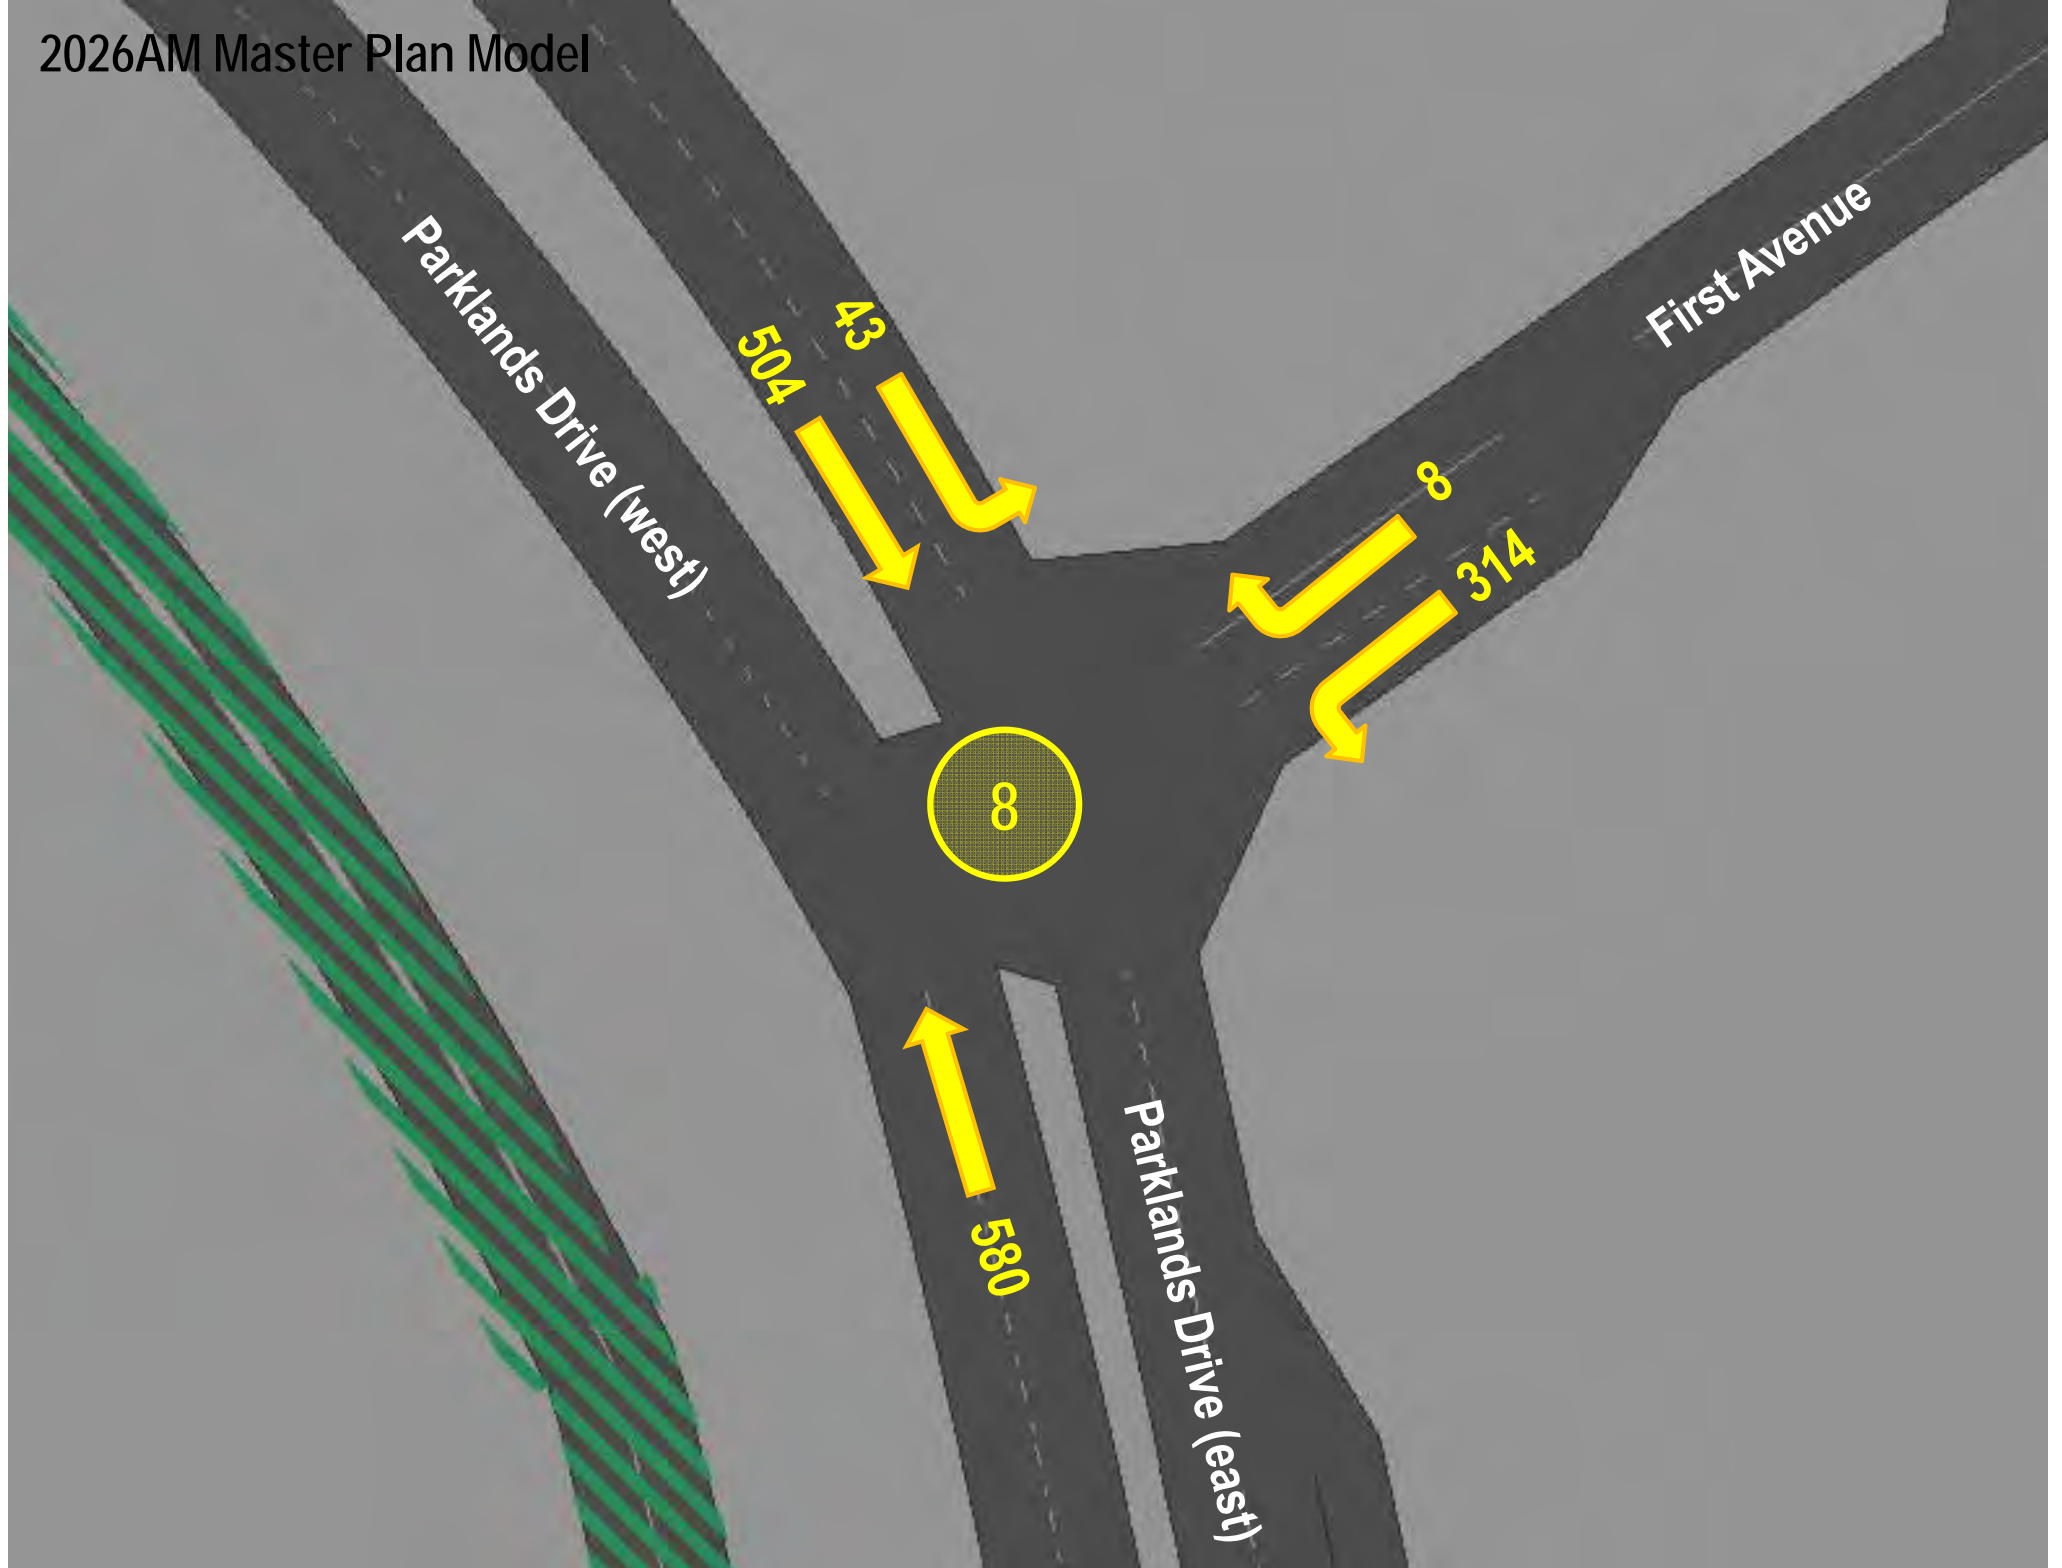 2026AM Master Plan Model
Parklands Drive (west)
504
43
First Avenue
8
314
8
580
Parklands Drive (east)